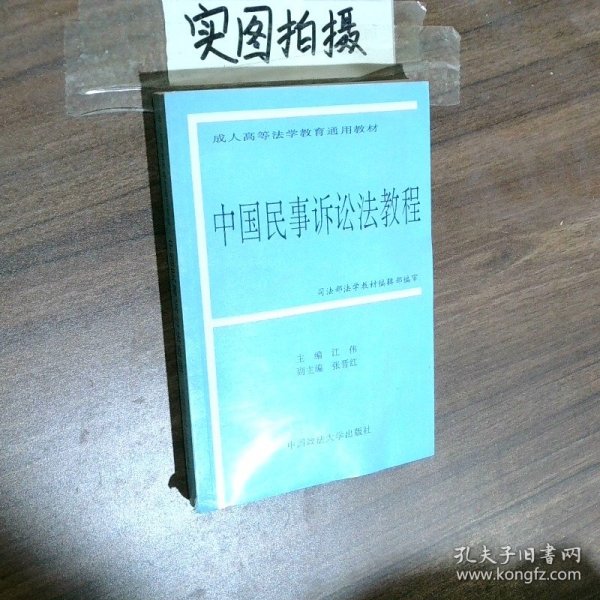 实图拍摄
成人高等法学教育通用教材
中国民事诉讼法教程
司法部法学教材编辑部编审
主编 江伟
副主编 张晋红
中国政法大学出版社
孔夫子旧书网
www.kongfz.com